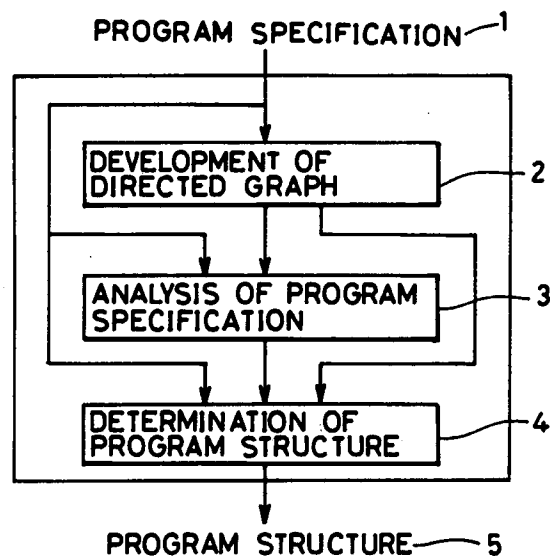 PROGRAM SPECIFICATION 1
DEVELOPMENT OF
DIRECTED GRAPH
2
ANALYSIS OF PROGRAM
SPECIFICATION
3
DETERMINATION OF
PROGRAM STRUCTURE
4
PROGRAM STRUCTURE 5